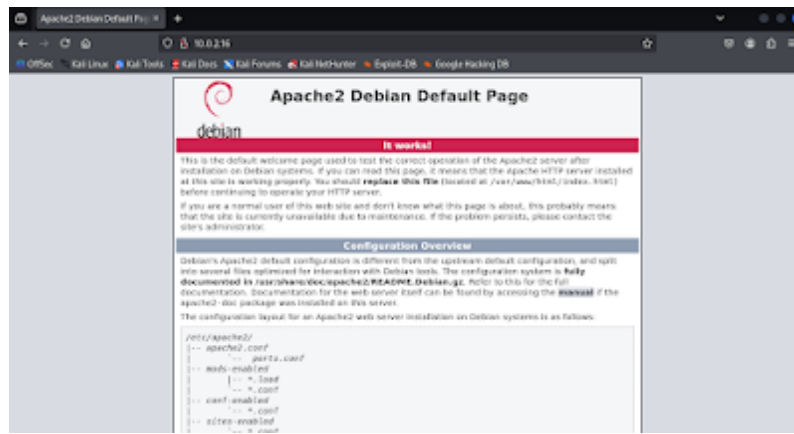 Apache2 Debian Default Pag
10.0.2.16
OffSec Kali Linux Kali Tools Kali Docs Kali Forums Kali NetHunter Exploit-DB Google Hacking DB
Apache2 Debian Default Page
debian
It works!
This is the default welcome page used to test the correct operation of the Apache2 server after
installation on Debian systems. If you can read this page, it means that the Apache HTTP server installed
at this site is working properly. You should replace this file (located at /var/www/html/index.html)
before continuing to operate your HTTP server.
If you are a normal user of this web site and don't know what this page is about, this probably means
that the site is currently unavailable due to maintenance. If the problem persists, please contact the
site's administrator.
Configuration Overview
Debian's Apache2 default configuration is different from the upstream default configuration, and split
into several files optimized for interaction with Debian tools. The configuration system is fully
documented in /usr/share/doc/apache2/README.Debian.gz. Refer to this for the full
documentation. Documentation for the web server itself can be found by accessing the manual if the
apache2-doc package was installed on this server.
The configuration layout for an Apache2 web server installation on Debian systems is as follows:
/etc/apache2/
|-- apache2.conf
|   `--  ports.conf
|-- mods-enabled
|   |-- *.load
|   `-- *.conf
|-- conf-enabled
|   `-- *.conf
|-- sites-enabled
|   `-- *.conf